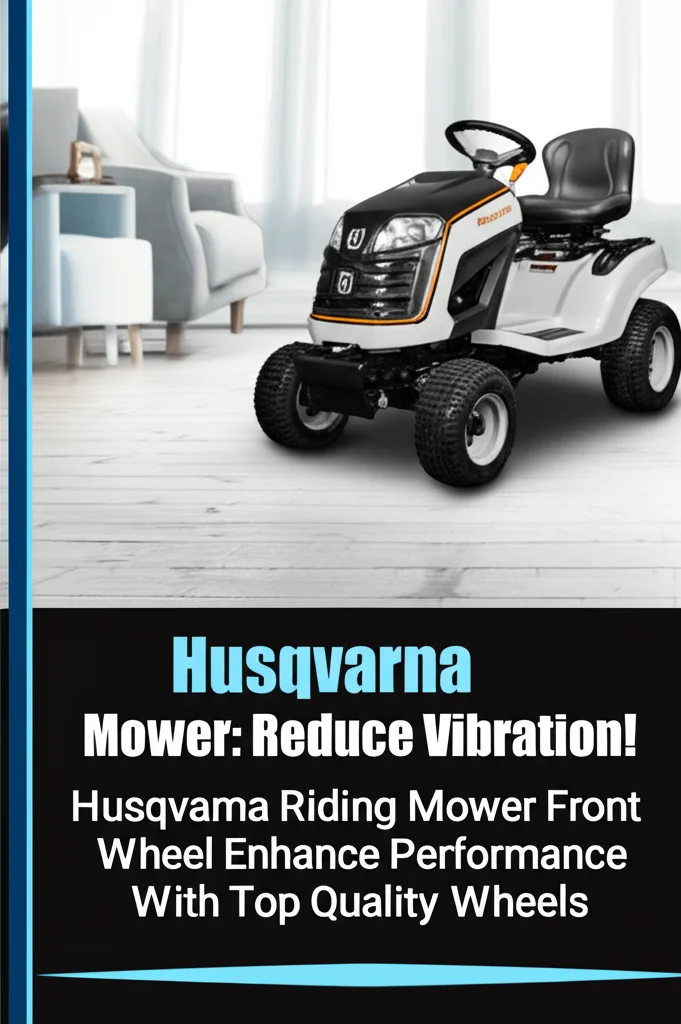 Husqvarna
Mower: Reduce Vibration!
Husqvama Riding Mower Front
Wheel Enhance Performance
With Top Quality Wheels